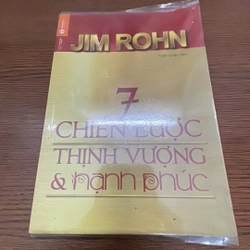 JIM ROHN
7
CHIẾN LƯỢC
THỊNH VƯỢNG
& HẠNH PHÚC